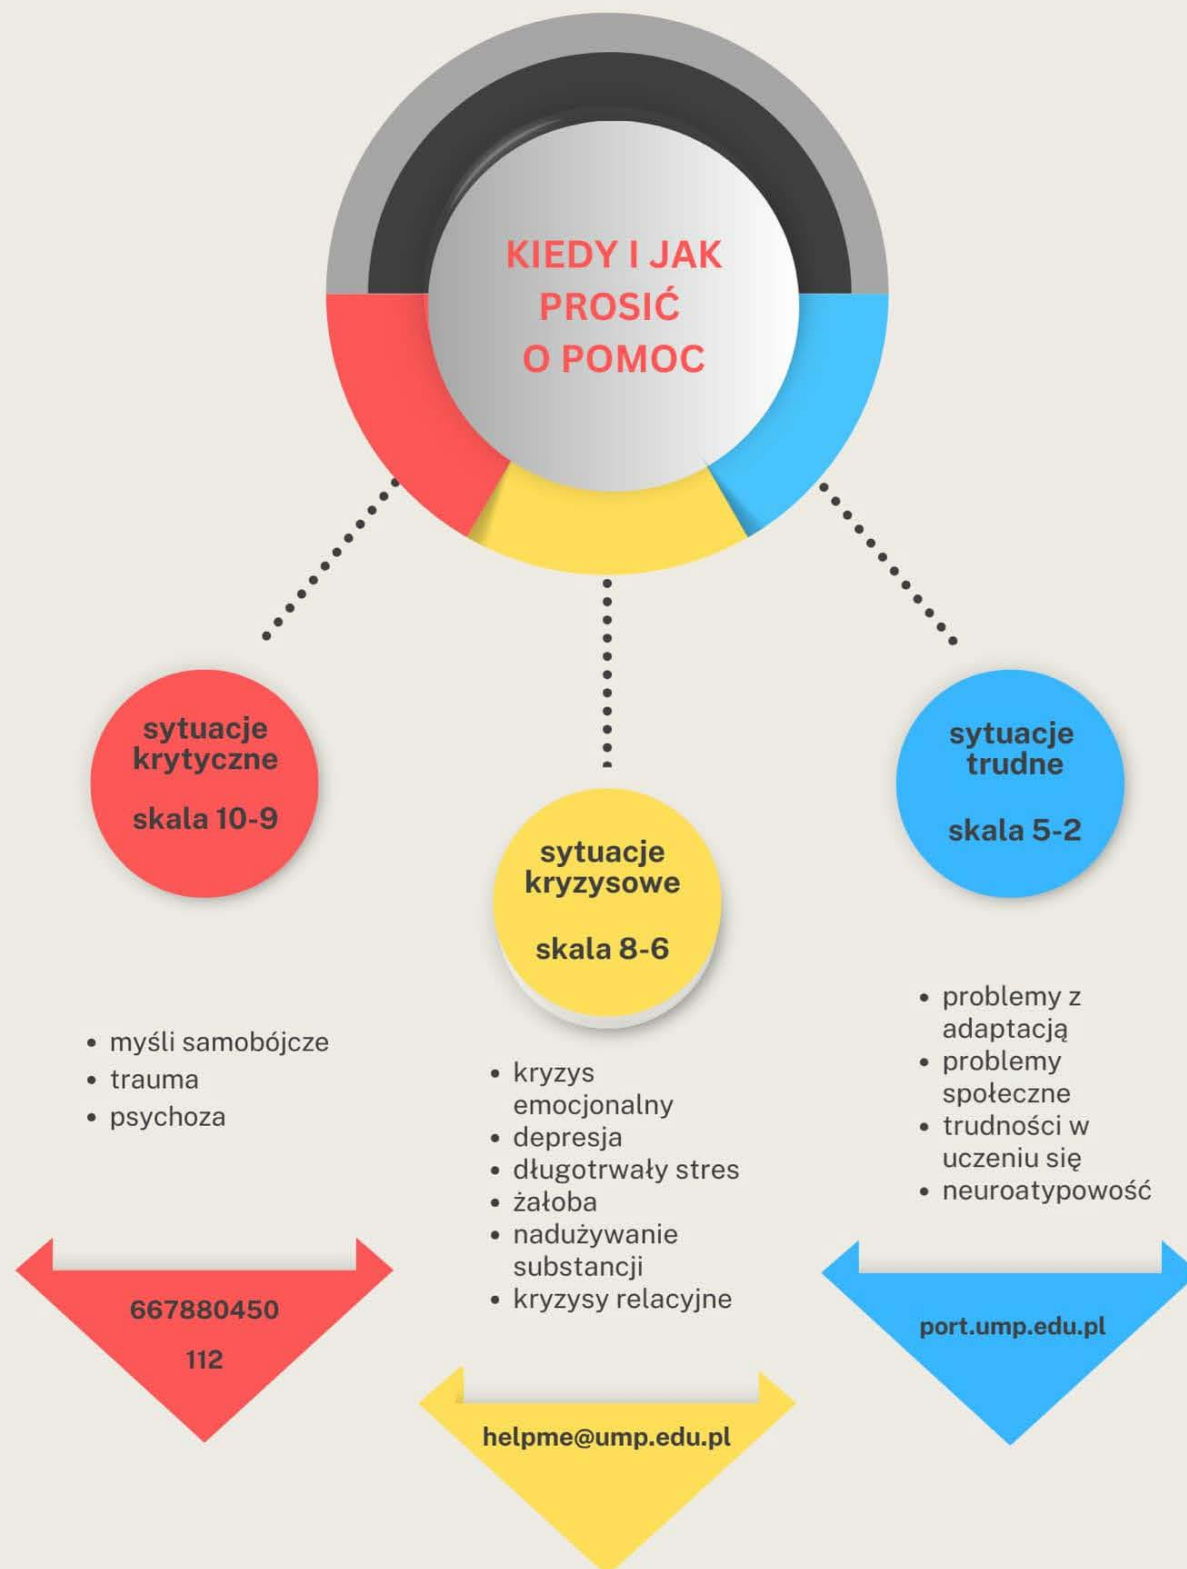 KIEDY I JAK
PROSIĆ
O POMOC
sytuacje
krytyczne
skala 10-9
myśli samobójcze
trauma
psychoza
667880450
112
sytuacje
kryzysowe
skala 8-6
kryzys
emocjonalny
depresja
długotrwały stres
żałoba
nadużywanie
substancji
kryzysy relacyjne
helpme@ump.edu.pl
sytuacje
trudne
skala 5-2
problemy z
adaptacją
problemy
społeczne
trudności w
uczeniu się
neuroatypowość
port.ump.edu.pl